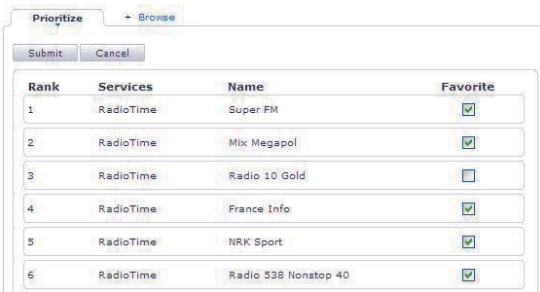 Prioritize + Browse
Submit Cancel
Rank Services Name Favorite
1 RadioTime Super FM
2 RadioTime Mix Megapol
3 RadioTime Radio 10 Gold
4 RadioTime France Info
5 RadioTime NRK Sport
6 RadioTime Radio 538 Nonstop 40